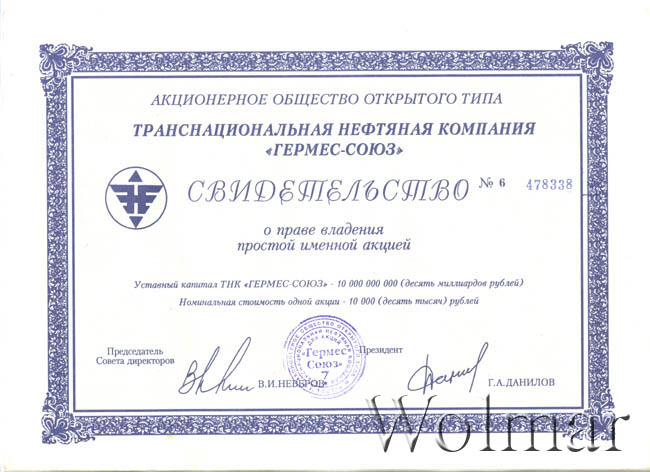 АКЦИОНЕРНОЕ ОБЩЕСТВО ОТКРЫТОГО ТИПА
ТРАНСНАЦИОНАЛЬНАЯ НЕФТЯНАЯ КОМПАНИЯ
«ГЕРМЕС-СОЮЗ»
СВИДЕТЕЛЬСТВО № 6 478338
о праве владения
простой именной акцией
Уставный капитал ТНК «ГЕРМЕС-СОЮЗ» - 10 000 000 000 (десять миллиардов рублей)
Номинальная стоимость одной акции - 10 000 (десять тысяч) рублей
Председатель
Совета директоров
В.И.НЕВЕРОВ
"Гермес-
Союз"
7
Президент
Г.А.ДАНИЛОВ
Wolmar